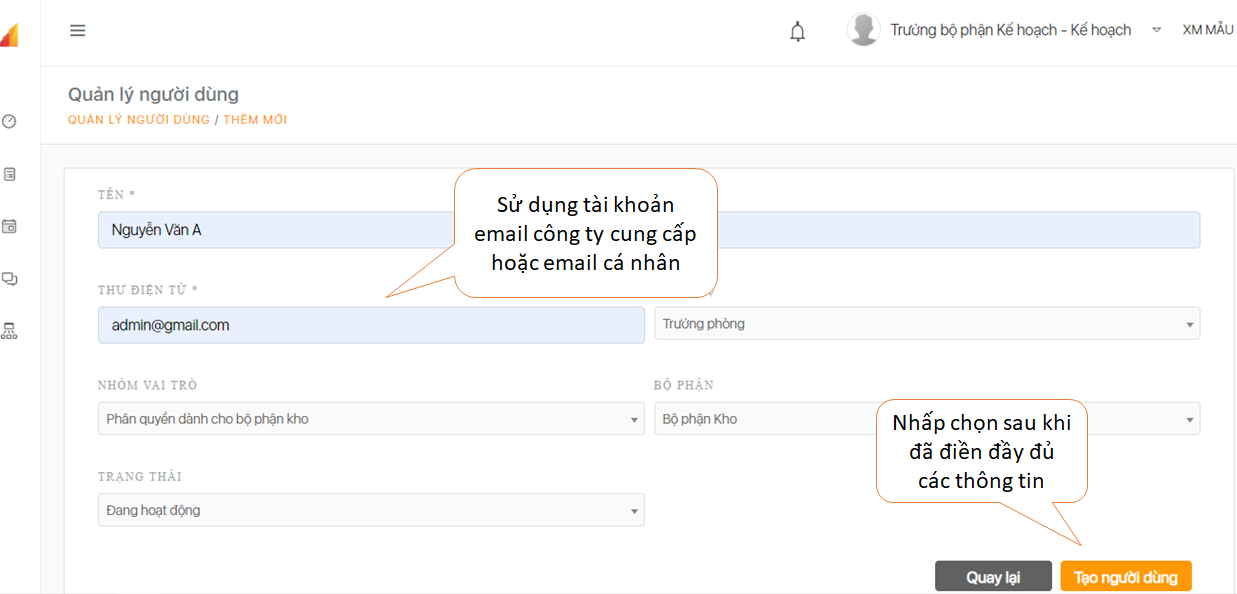 Trưởng bộ phận Kế hoạch - Kế hoạch
XM MẪU
Quản lý người dùng
QUẢN LÝ NGƯỜI DÙNG / THÊM MỚI
TÊN *
Nguyễn Văn A
Sử dụng tài khoản
email công ty cung cấp
hoặc email cá nhân
THƯ ĐIỆN TỬ *
admin@gmail.com
Trưởng phòng
NHÓM VAI TRÒ
BỘ PHẬN
Phân quyền dành cho bộ phận kho
Bộ phận Kho
Nhấp chọn sau khi
đã điền đầy đủ
các thông tin
TRẠNG THÁI
Đang hoạt động
Quay lại
Tạo người dùng